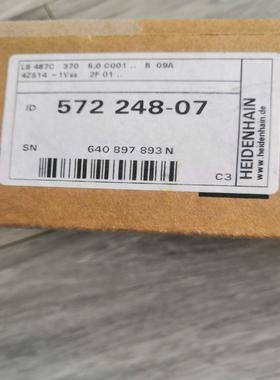 LS 487C 370 5,0 C001 .. B 09A
4ZS14 ~1Vss 2F 01 ..
ID 572 248-07
SN 640 897 893 N
C3
HEIDENHAIN
www.heidenhain.de